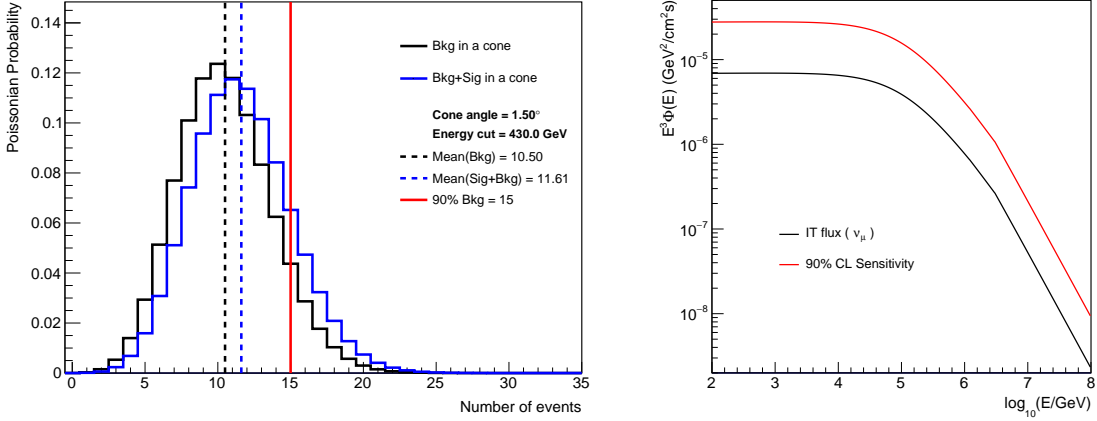 Poissonian Probability
0.14
0.12
0.1
0.08
0.06
0.04
0.02
0
0 5 10 15 20 25 30 35
Number of events
Bkg in a cone
Bkg+Sig in a cone
Cone angle = 1.50°
Energy cut = 430.0 GeV
Mean(Bkg) = 10.50
Mean(Sig+Bkg) = 11.61
90% Bkg = 15
E³Φ(E) (GeV²/cm²s)
10⁻⁵
10⁻⁶
10⁻⁷
10⁻⁸
2 3 4 5 6 7 8
log₁₀(E/GeV)
IT flux ( ν_μ )
90% CL Sensitivity